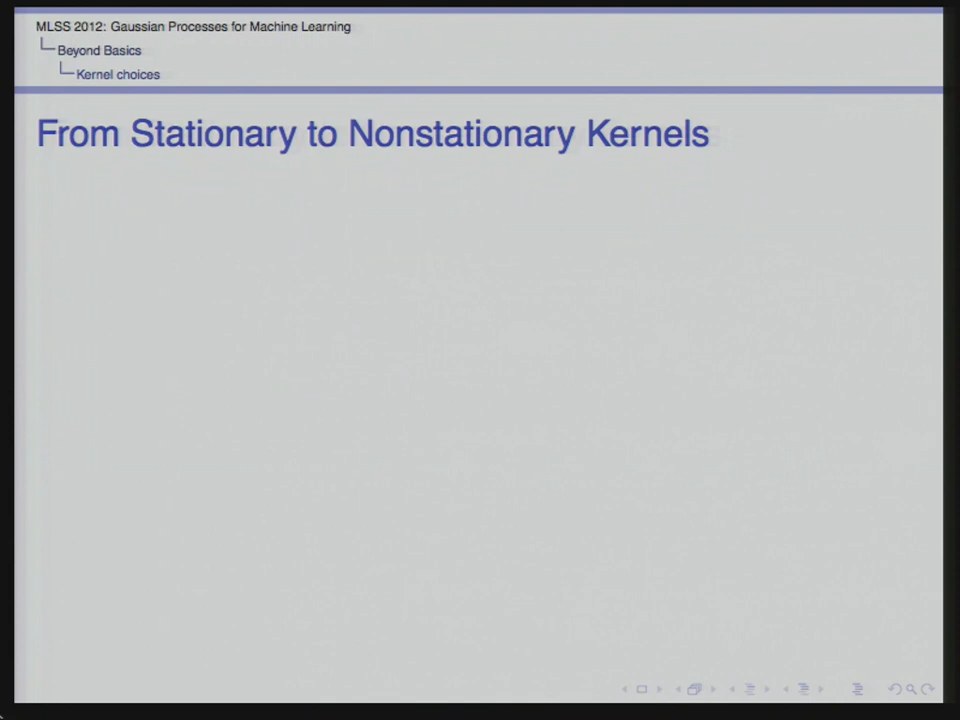 MLSS 2012: Gaussian Processes for Machine Learning
Beyond Basics
Kernel choices
From Stationary to Nonstationary Kernels